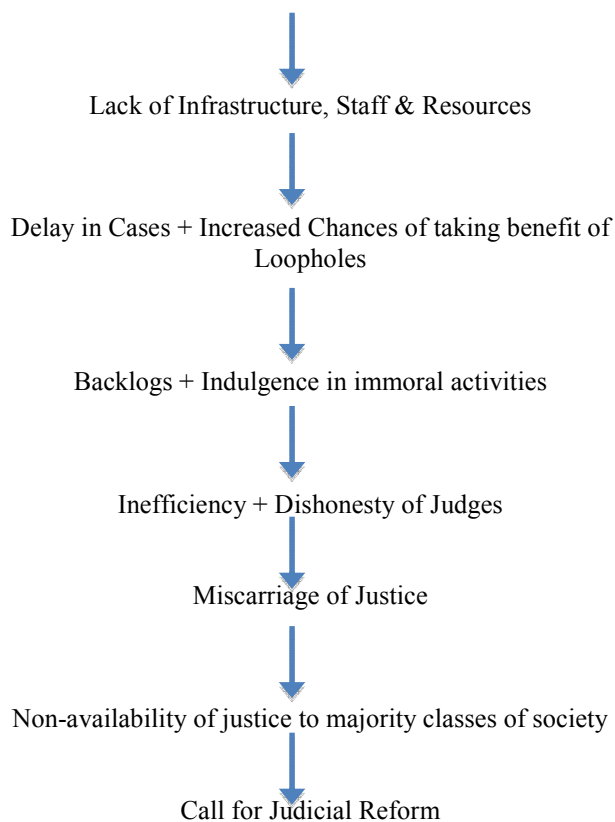 Lack of Infrastructure, Staff & Resources
Delay in Cases + Increased Chances of taking benefit of
Loopholes
Backlogs + Indulgence in immoral activities
Inefficiency + Dishonesty of Judges
Miscarriage of Justice
Non-availability of justice to majority classes of society
Call for Judicial Reform